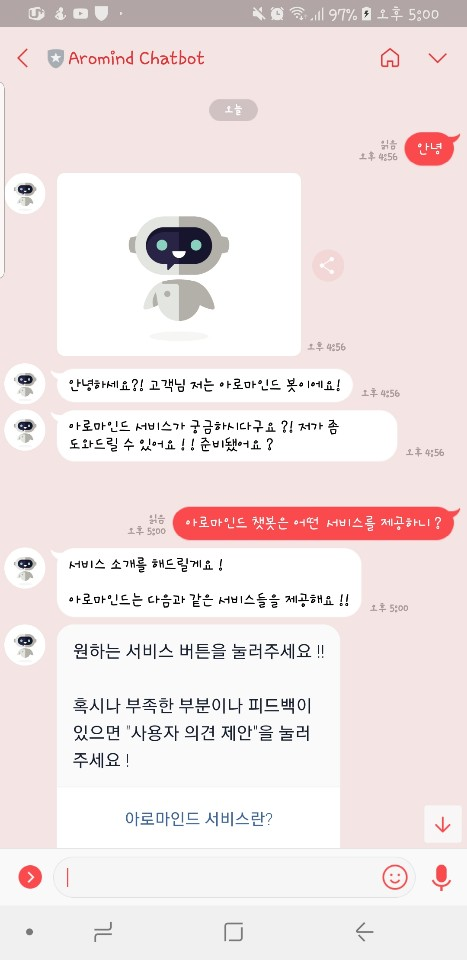 97% 오후 5:00
Aromind Chatbot
오늘
안녕
읽음
오후 4:56
오후 4:56
안녕하세요?! 고객님 저는 아로마인드 봇이에요!
오후 4:56
아로마인드 서비스가 궁금하시다구요 ?! 저가 좀
도와드릴 수 있어요 !! 준비됐어요 ?
오후 4:56
아로마인드 챗봇은 어떤 서비스를 제공하니 ?
읽음
오후 5:00
서비스 소개를 해드릴게요 !
아로마인드는 다음과 같은 서비스들을 제공해요 !!
오후 5:00
원하는 서비스 버튼을 눌러주세요 !!
혹시나 부족한 부분이나 피드백이
있으면 "사용자 의견 제안"을 눌러
주세요 !
아로마인드 서비스란?